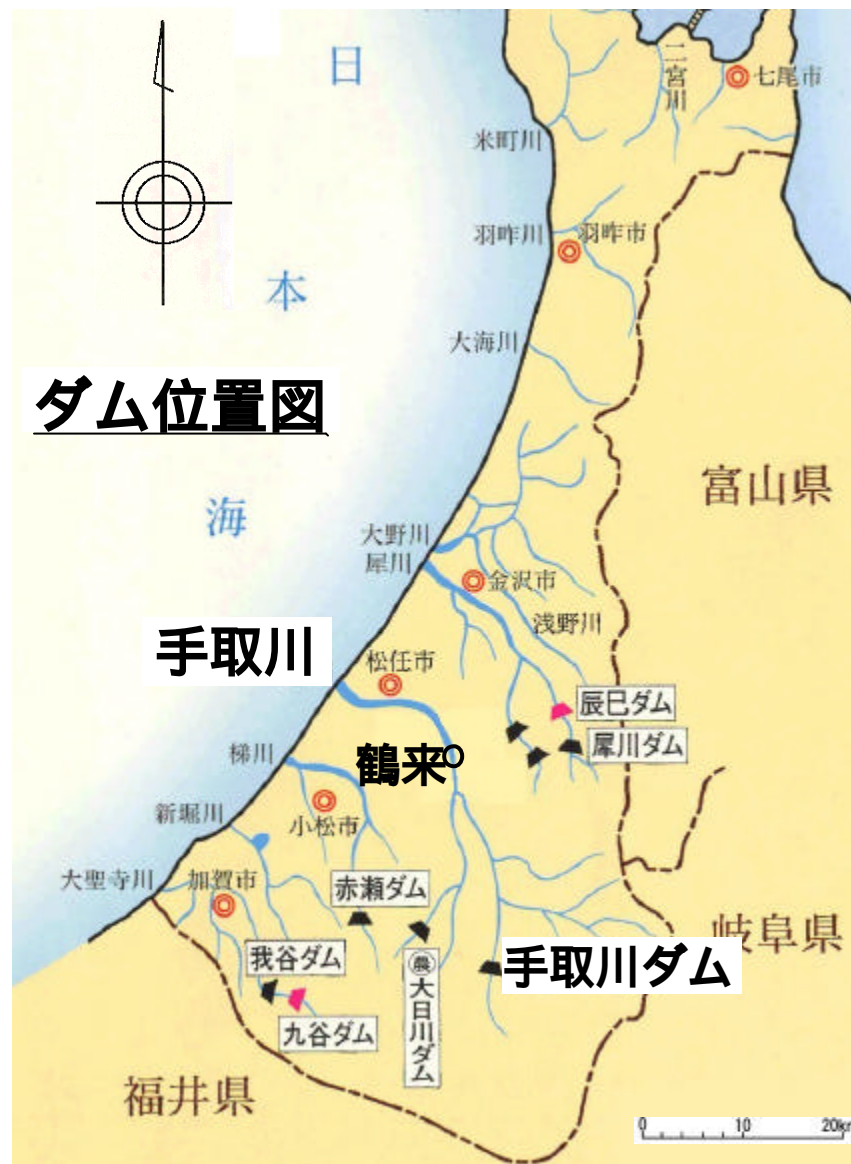 日
本
海
ダム位置図
二宮川
七尾市
米町川
羽咋川
羽咋市
大海川
富山県
大野川
犀川
金沢市
浅野川
手取川
松任市
辰巳ダム
犀川ダム
鶴来
梯川
新堀川
小松市
大聖寺川
加賀市
赤瀬ダム
岐阜県
我谷ダム
㊩大日川ダム
手取川ダム
九谷ダム
福井県
0 10 20km